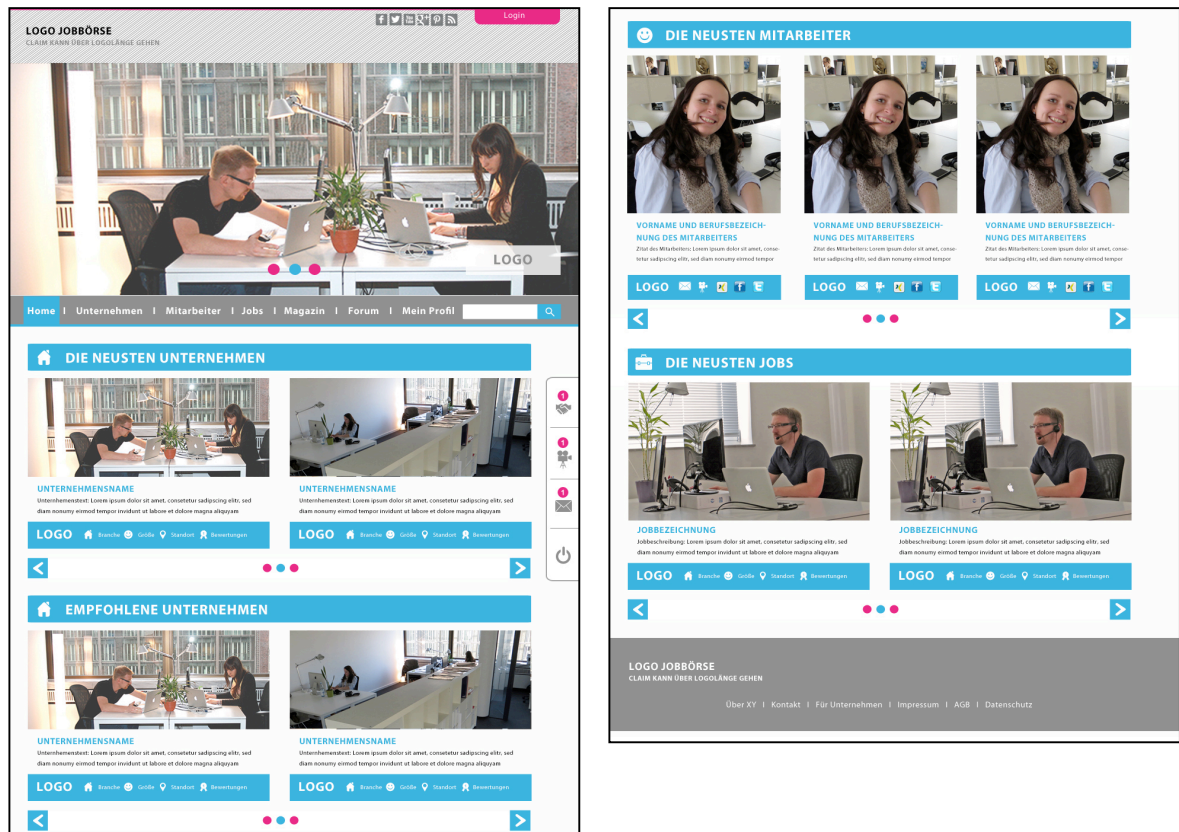 Login
LOGO JOBBÖRSE
CLAIM KANN ÜBER LOGOLÄNGE GEHEN
LOGO
Home I Unternehmen I Mitarbeiter I Jobs I Magazin I Forum I Mein Profil
DIE NEUSTEN UNTERNEHMEN
1
1
1
UNTERNEHMENSNAME
Unternhemenstext: Lorem ipsum dolor sit amet, consetetur sadipscing elitr, sed
diam nonumy eirmod tempor invidunt ut labore et dolore magna aliquyam
LOGO Branche Größe Standort Bewertungen
UNTERNEHMENSNAME
Unternhemenstext: Lorem ipsum dolor sit amet, consetetur sadipscing elitr, sed
diam nonumy eirmod tempor invidunt ut labore et dolore magna aliquyam
LOGO Branche Größe Standort Bewertungen
EMPFOHLENE UNTERNEHMEN
UNTERNEHMENSNAME
Unternhemenstext: Lorem ipsum dolor sit amet, consetetur sadipscing elitr, sed
diam nonumy eirmod tempor invidunt ut labore et dolore magna aliquyam
LOGO Branche Größe Standort Bewertungen
UNTERNEHMENSNAME
Unternhemenstext: Lorem ipsum dolor sit amet, consetetur sadipscing elitr, sed
diam nonumy eirmod tempor invidunt ut labore et dolore magna aliquyam
LOGO Branche Größe Standort Bewertungen
DIE NEUSTEN MITARBEITER
VORNAME UND BERUFSBEZEICH-
NUNG DES MITARBEITERS
Zitat des Mitarbeiters: Lorem ipsum dolor sit amet, conse-
tetur sadipscing elitr, sed diam nonumy eirmod tempor
LOGO
VORNAME UND BERUFSBEZEICH-
NUNG DES MITARBEITERS
Zitat des Mitarbeiters: Lorem ipsum dolor sit amet, conse-
tetur sadipscing elitr, sed diam nonumy eirmod tempor
LOGO
VORNAME UND BERUFSBEZEICH-
NUNG DES MITARBEITERS
Zitat des Mitarbeiters: Lorem ipsum dolor sit amet, conse-
tetur sadipscing elitr, sed diam nonumy eirmod tempor
LOGO
DIE NEUSTEN JOBS
JOBBEZEICHNUNG
Jobbeschreibung: Lorem ipsum dolor sit amet, consetetur sadipscing elitr, sed
diam nonumy eirmod tempor invidunt ut labore et dolore magna aliquyam
LOGO Branche Größe Standort Bewertungen
JOBBEZEICHNUNG
Jobbeschreibung: Lorem ipsum dolor sit amet, consetetur sadipscing elitr, sed
diam nonumy eirmod tempor invidunt ut labore et dolore magna aliquyam
LOGO Branche Größe Standort Bewertungen
LOGO JOBBÖRSE
CLAIM KANN ÜBER LOGOLÄNGE GEHEN
Über XY I Kontakt I Für Unternehmen I Impressum I AGB I Datenschutz